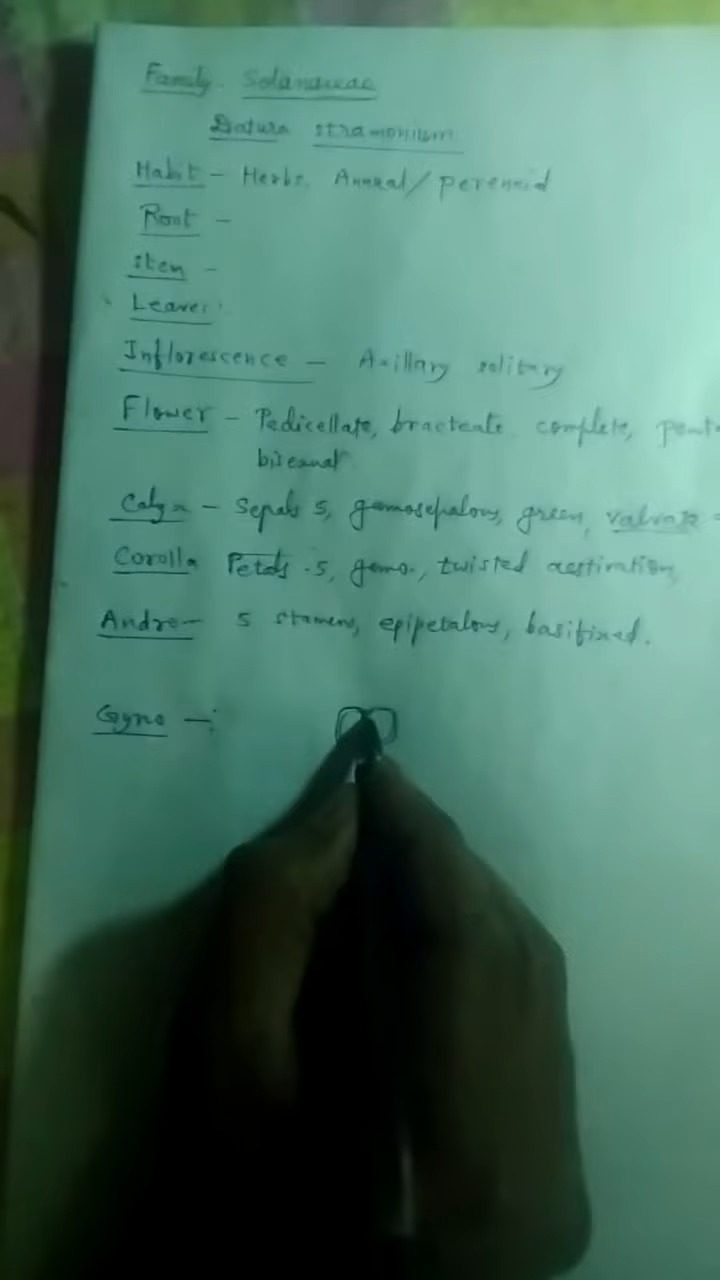 Family. Solanaceae
Datura stramonium
Habit - Herbs, Annual/perennial
Root -
Stem -
Leaves:
Inflorescence - Axillary solitary
Flower - Pedicellate, bracteate, complete, pent
bisexual
Calyx - Sepals 5, gamosepalous, green, valvate
Corolla Petals -5, gamo., twisted aestivation,
Andro- 5 stamens, epipetalous, basifixed.
Gyno -: